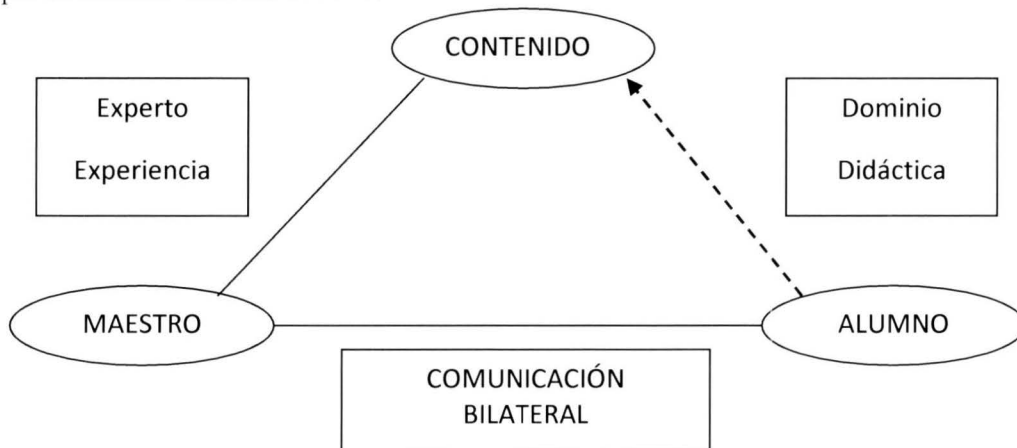 CONTENIDO
Experto
Experiencia
Dominio
Didáctica
MAESTRO
ALUMNO
COMUNICACIÓN
BILATERAL